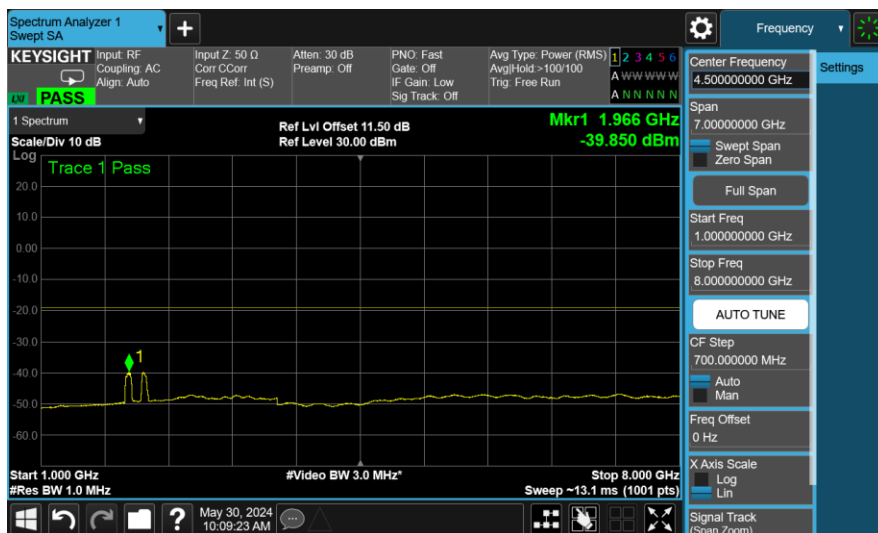 Spectrum Analyzer 1
Swept SA
+
Frequency
KEYSIGHT
LXI
PASS
Input: RF
Coupling: AC
Align: Auto
Input Z: 50 Ω
Corr CCorr
Freq Ref: Int (S)
Atten: 30 dB
Preamp: Off
PNO: Fast
Gate: Off
IF Gain: Low
Sig Track: Off
Avg Type: Power (RMS)
Avg|Hold:>100/100
Trig: Free Run
1 2 3 4 5 6
A W W W W W
A N N N N N
1 Spectrum
Scale/Div 10 dB
Ref Lvl Offset 11.50 dB
Ref Level 30.00 dBm
Mkr1 1.966 GHz
-39.850 dBm
Log
Trace 1 Pass
20.0
10.0
0.00
-10.0
-20.0
-30.0
-40.0
-50.0
-60.0
1
Start 1.000 GHz
#Res BW 1.0 MHz
#Video BW 3.0 MHz*
Stop 8.000 GHz
Sweep ~13.1 ms (1001 pts)
?
May 30, 2024
10:09:23 AM
Center Frequency
4.500000000 GHz
Span
7.00000000 GHz
Swept Span
Zero Span
Full Span
Start Freq
1.000000000 GHz
Stop Freq
8.000000000 GHz
AUTO TUNE
CF Step
700.000000 MHz
Auto
Man
Freq Offset
0 Hz
X Axis Scale
Log
Lin
Signal Track
(Span Zoom)
Settings